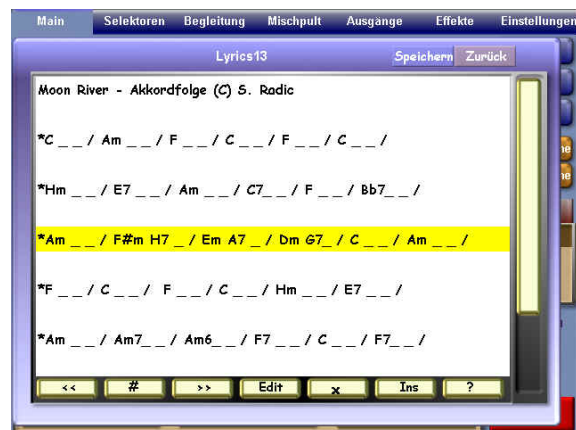 Main Selektoren Begleitung Mischpult Ausgänge Effekte Einstellungen
Lyrics13 Speichern Zurück
Moon River - Akkordfolge (C) S. Radic
*C _ _ / Am _ _ / F _ _ / C _ _ / F _ _ / C _ _ /
*Hm _ _ / E7 _ _ / Am _ _ / C7_ _ / F _ _ / Bb7_ _ /
*Am _ _ / F#m H7 _ / Em A7 _ / Dm G7_ / C _ _ / Am _ _ /
*F _ _ / C _ _ / F _ _ / C _ _ / Hm _ _ / E7 _ _ /
*Am _ _ / Am7_ _ / Am6_ _ / F7 _ _ / C _ _ / F7_ _ /
<< # >> Edit x Ins ?